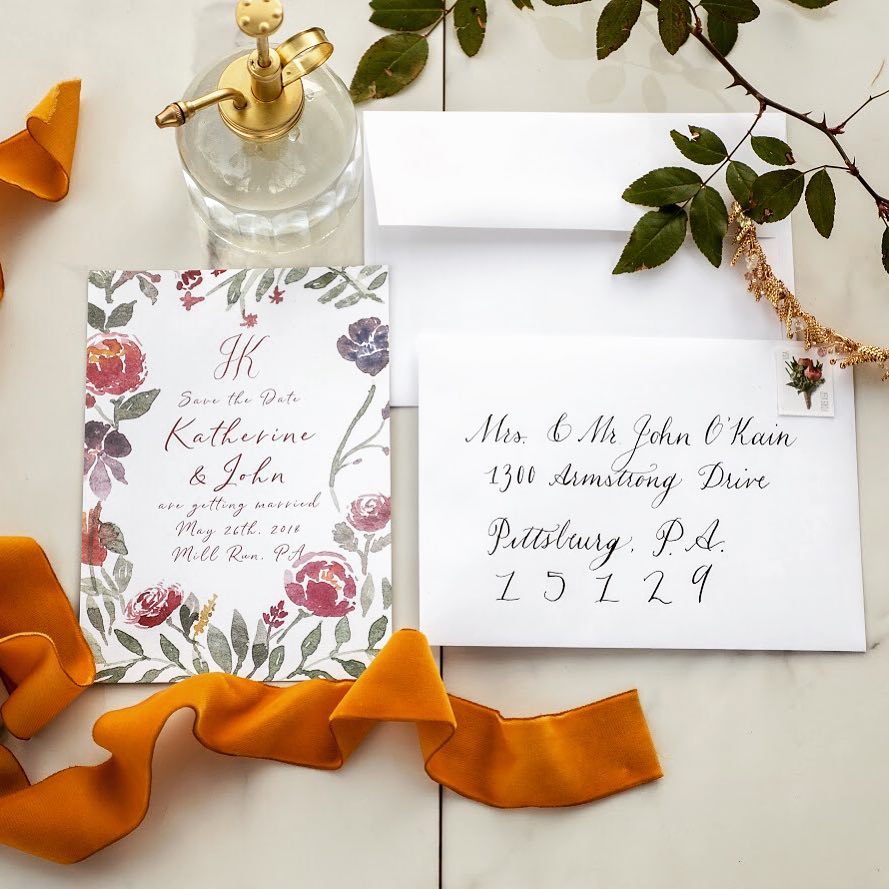 JK
Save the Date
Katherine
& John
are getting married
May 26th, 2018
Mill Run, PA
Mrs. & Mr John O'Kain
1300 Armstrong Drive
Pittsburg, P.A.
15129